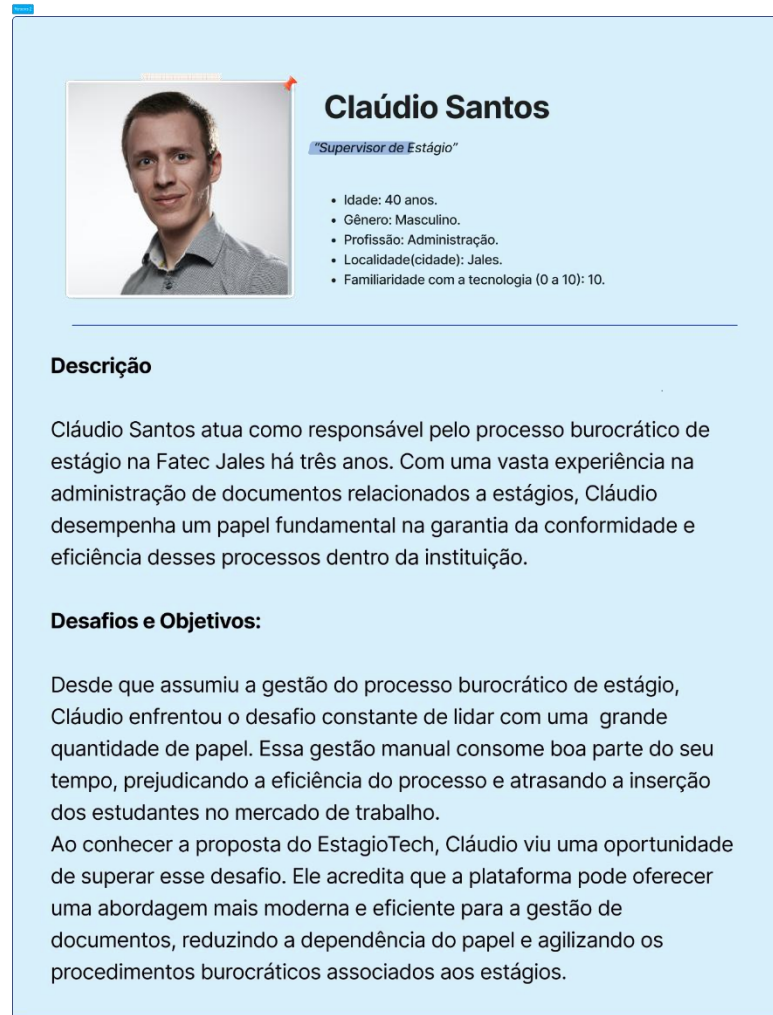 Claúdio Santos
“Supervisor de Estágio”
• Idade: 40 anos.
• Gênero: Masculino.
• Profissão: Administração.
• Localidade(cidade): Jales.
• Familiaridade com a tecnologia (0 a 10): 10.
Descrição
Cláudio Santos atua como responsável pelo processo burocrático de
estágio na Fatec Jales há três anos. Com uma vasta experiência na
administração de documentos relacionados a estágios, Cláudio
desempenha um papel fundamental na garantia da conformidade e
eficiência desses processos dentro da instituição.
Desafios e Objetivos:
Desde que assumiu a gestão do processo burocrático de estágio,
Cláudio enfrentou o desafio constante de lidar com uma  grande
quantidade de papel. Essa gestão manual consome boa parte do seu
tempo, prejudicando a eficiência do processo e atrasando a inserção
dos estudantes no mercado de trabalho.
Ao conhecer a proposta do EstagioTech, Cláudio viu uma oportunidade
de superar esse desafio. Ele acredita que a plataforma pode oferecer
uma abordagem mais moderna e eficiente para a gestão de
documentos, reduzindo a dependência do papel e agilizando os
procedimentos burocráticos associados aos estágios.